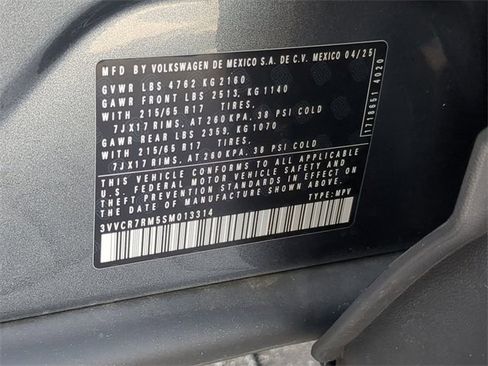 MFD BY VOLKSWAGEN DE MEXICO S.A. DE C.V. MEXICO 04/25
GVWR LBS 4762 KG 2160
GAWR FRONT LBS 2513, KG 1140
WITH 215/65 R17 TIRES,
7JX17 RIMS, AT 260 KPA, 38 PSI COLD
GAWR REAR LBS 2359, KG1070
WITH 215/65 R17 TIRES,
7JX17 RIMS, AT 260 KPA, 38 PSI COLD
THIS VEHICLE CONFORMS TO ALL APPLICABLE
U.S. FEDERAL MOTOR VEHICLE SAFETY AND
THEFT PREVENTION STANDARDS IN EFFECT ON
THE DATE OF MANUFACTURE SHOWN ABOVE.
TYPE: MPV
3VVCR7RM5SM013314
1718651 4020